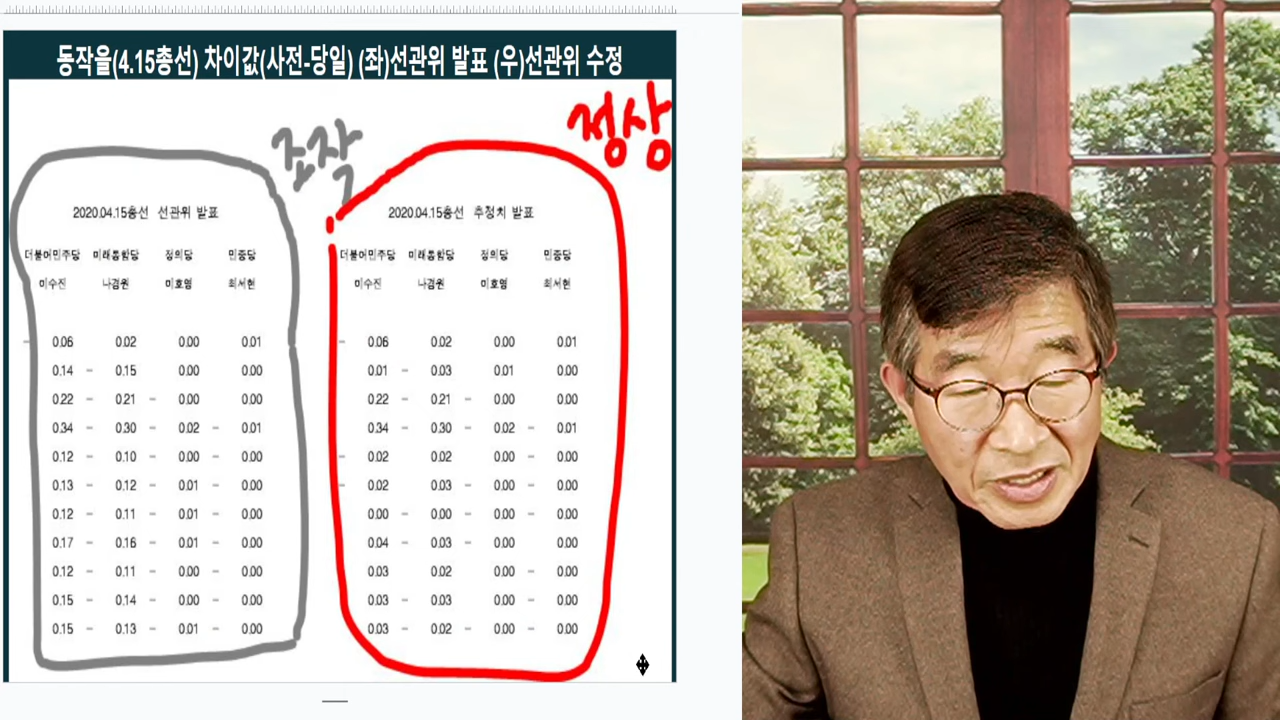 동작을(4.15총선) 차이값(사전-당일) (좌)선관위 발표 (우)선관위 수정
조작
정상
2020.04.15총선 선관위 발표
더불어민주당 미래통합당 정의당 민중당
이수진 나경원 이호영 최서현
- 0.06 0.02 0.00 0.01
0.14 - 0.15 0.00 0.00
0.22 - 0.21 - 0.00 0.00
0.34 - 0.30 - 0.02 - 0.01
0.12 - 0.10 - 0.00 - 0.00
0.13 - 0.12 - 0.01 - 0.00
0.12 - 0.11 - 0.01 - 0.00
0.17 - 0.16 - 0.01 - 0.00
0.12 - 0.11 - 0.00 - 0.00
0.15 - 0.14 - 0.00 - 0.00
0.15 - 0.13 - 0.01 - 0.00
2020.04.15총선 추정치 발표
더불어민주당 미래통합당 정의당 민중당
이수진 나경원 이호영 최서현
- 0.06 0.02 0.00 0.01
0.01 - 0.03 0.01 0.00
0.22 - 0.21 - 0.00 0.00
0.34 - 0.30 - 0.02 - 0.01
- 0.02 0.02 - 0.00 - 0.00
- 0.02 0.03 - 0.00 - 0.00
0.00 - 0.00 - 0.00 - 0.00
0.04 - 0.03 - 0.00 - 0.00
- 0.03 0.02 - 0.00 - 0.00
0.03 - 0.03 - 0.00 - 0.00
0.03 - 0.02 - 0.00 - 0.00